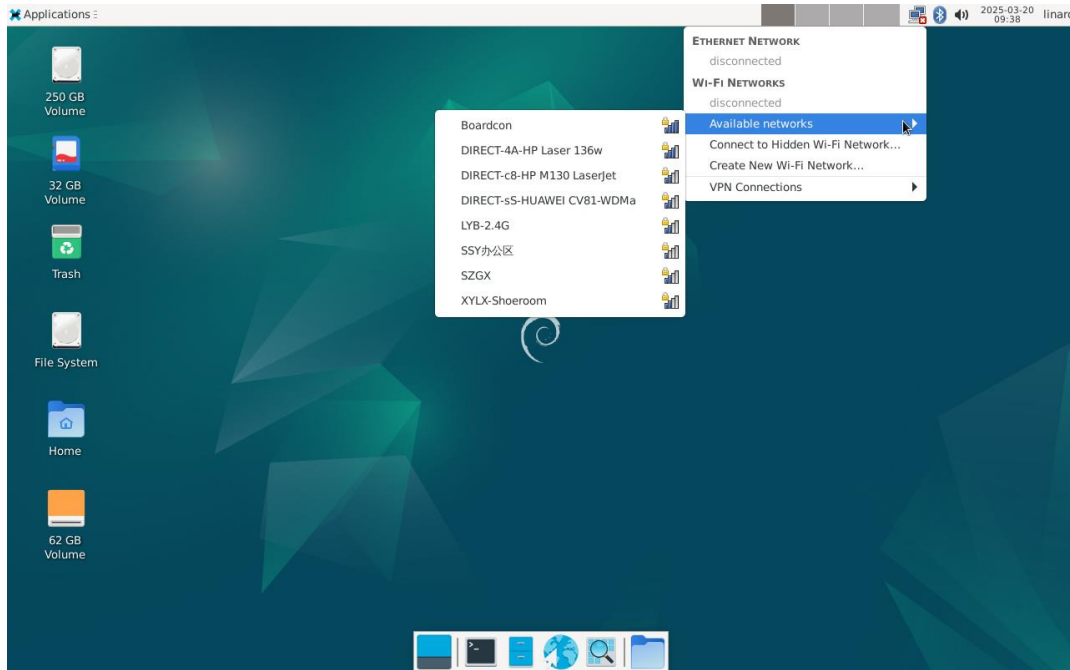 Applications
2025-03-20
09:38
linaro
ETHERNET NETWORK
disconnected
WI-FI NETWORKS
disconnected
Available networks
Connect to Hidden Wi-Fi Network...
Create New Wi-Fi Network...
VPN Connections
Boardcon
DIRECT-4A-HP Laser 136w
DIRECT-c8-HP M130 LaserJet
DIRECT-sS-HUAWEI CV81-WDMa
LYB-2.4G
SSY办公区
SZGX
XYLX-Shoeroom
250 GB
Volume
32 GB
Volume
Trash
File System
Home
62 GB
Volume